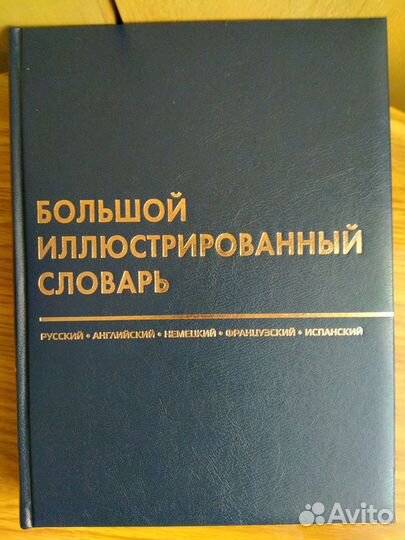 БОЛЬШОЙ
ИЛЛЮСТРИРОВАННЫЙ
СЛОВАРЬ
РУССКИЙ • АНГЛИЙСКИЙ • НЕМЕЦКИЙ • ФРАНЦУЗСКИЙ • ИСПАНСКИЙ
Avito